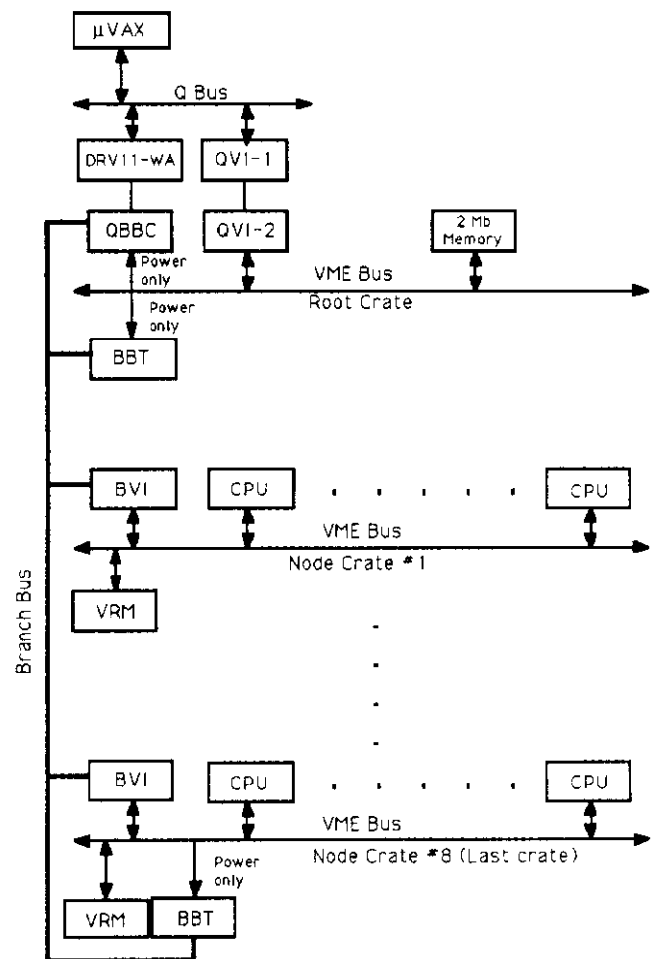 μVAX
Q Bus
DRV11-WA QVI-1
QBBC QVI-2 2 Mb
Memory
Power
only
VME Bus
Root Crate
Power
only
BBT
BVI CPU CPU
VME Bus
Node Crate #1
VRM
Branch Bus
BVI CPU CPU
VME Bus
Node Crate #8 (Last crate)
Power
only
VRM BBT